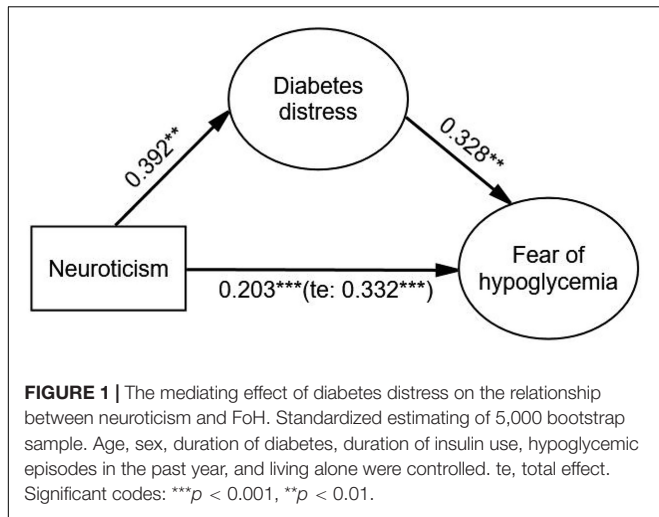 Diabetes
distress
0.392**
0.328**
Neuroticism
Fear of
hypoglycemia
0.203***(te: 0.332***)
FIGURE 1 | The mediating effect of diabetes distress on the relationship
between neuroticism and FoH. Standardized estimating of 5,000 bootstrap
sample. Age, sex, duration of diabetes, duration of insulin use, hypoglycemic
episodes in the past year, and living alone were controlled. te, total effect.
Significant codes: ***p < 0.001, **p < 0.01.